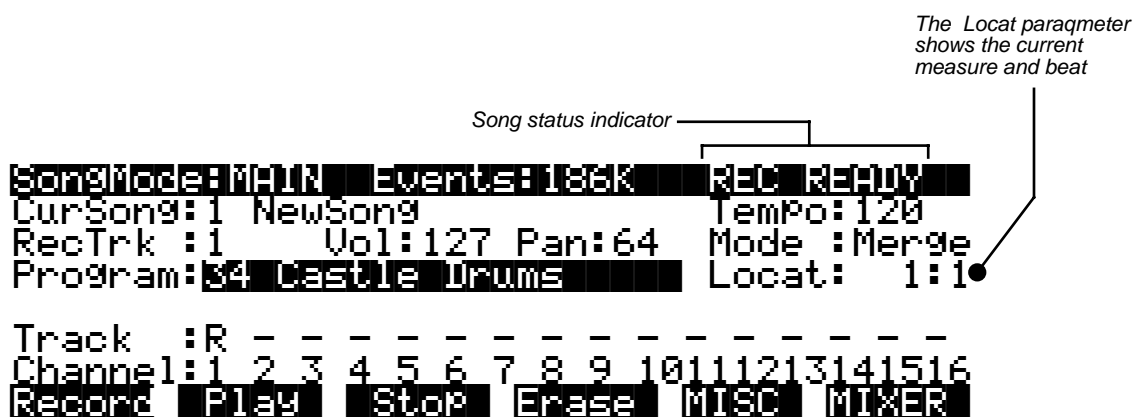 The Locat paraqmeter
shows the current
measure and beat
Song status indicator
SongMode:MAIN Events:186K REC READY
CurSong:1 NewSong Tempo:120
RecTrk :1 Vol:127 Pan:64 Mode :Merge
Program:34 Castle Drums Locat: 1:1
Track :R - - - - - - - - - - - - - - -
Channel:1 2 3 4 5 6 7 8 9 10111213141516
Record Play Stop Erase MISC MIXER